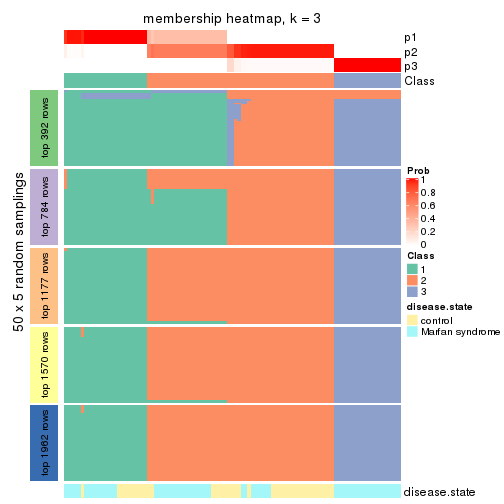 membership heatmap, k = 3
p1
p2
p3
Class
50 x 5 random samplings
top 392 rows
top 784 rows
top 1177 rows
top 1570 rows
top 1962 rows
Prob
1
0.8
0.6
0.4
0.2
0
Class
1
2
3
disease.state
control
Marfan syndrome
disease.state